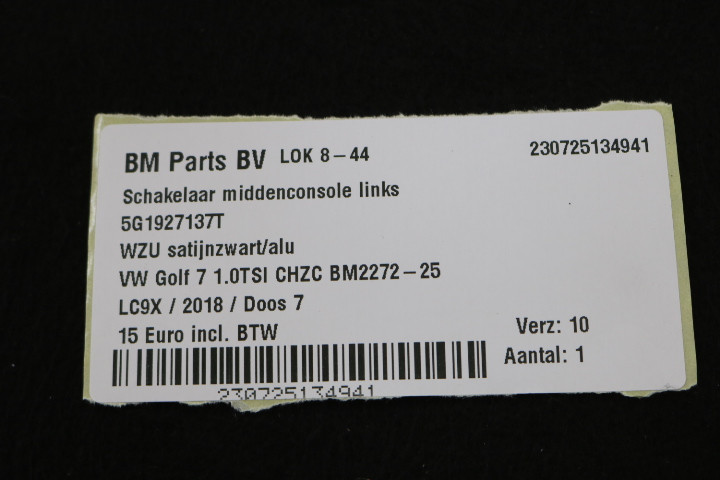 BM Parts BV LOK 8-44 230725134941
Schakelaar middenconsole links
5G1927137T
WZU satijnzwart/alu
VW Golf 7 1.0TSI CHZC BM2272-25
LC9X / 2018 / Doos 7
15 Euro incl. BTW Verz: 10
Aantal: 1
230725134941